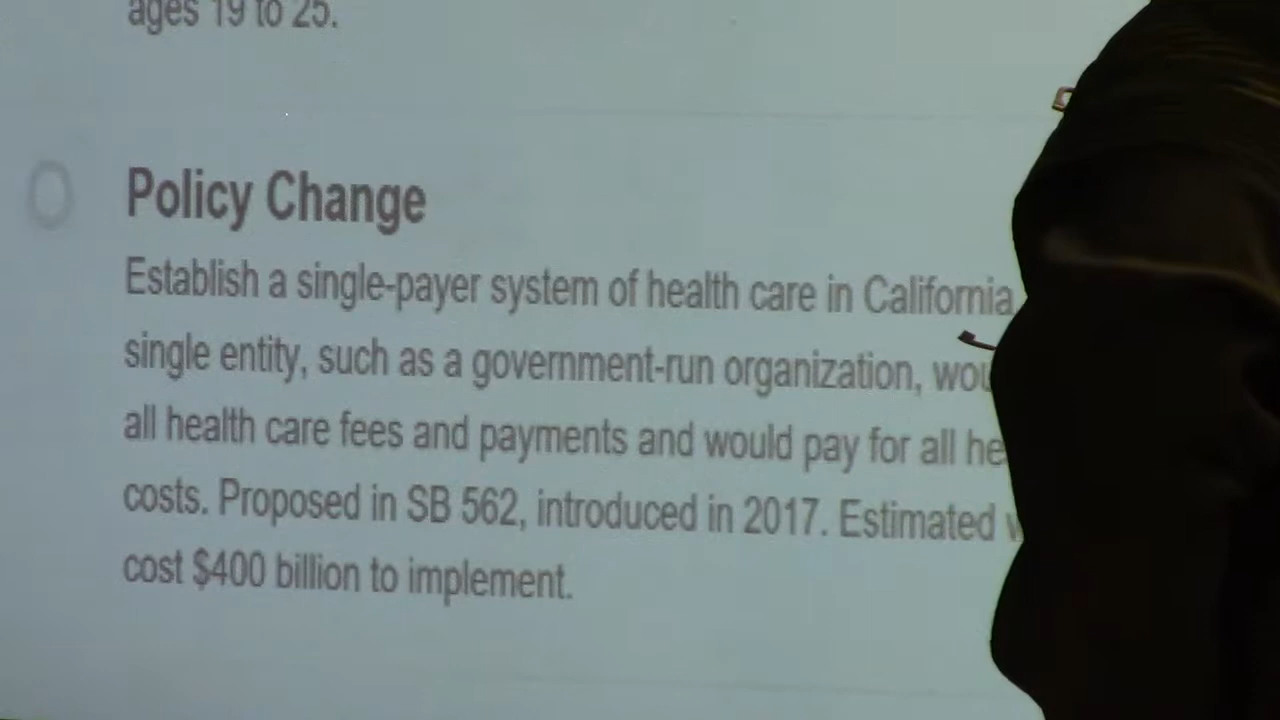 ages 19 to 25.
Policy Change
Establish a single-payer system of health care in California
single entity, such as a government-run organization,
all health care fees and payments and would pay for all
costs. Proposed in SB 562, introduced in 2017. Estimated
cost $400 billion to implement.